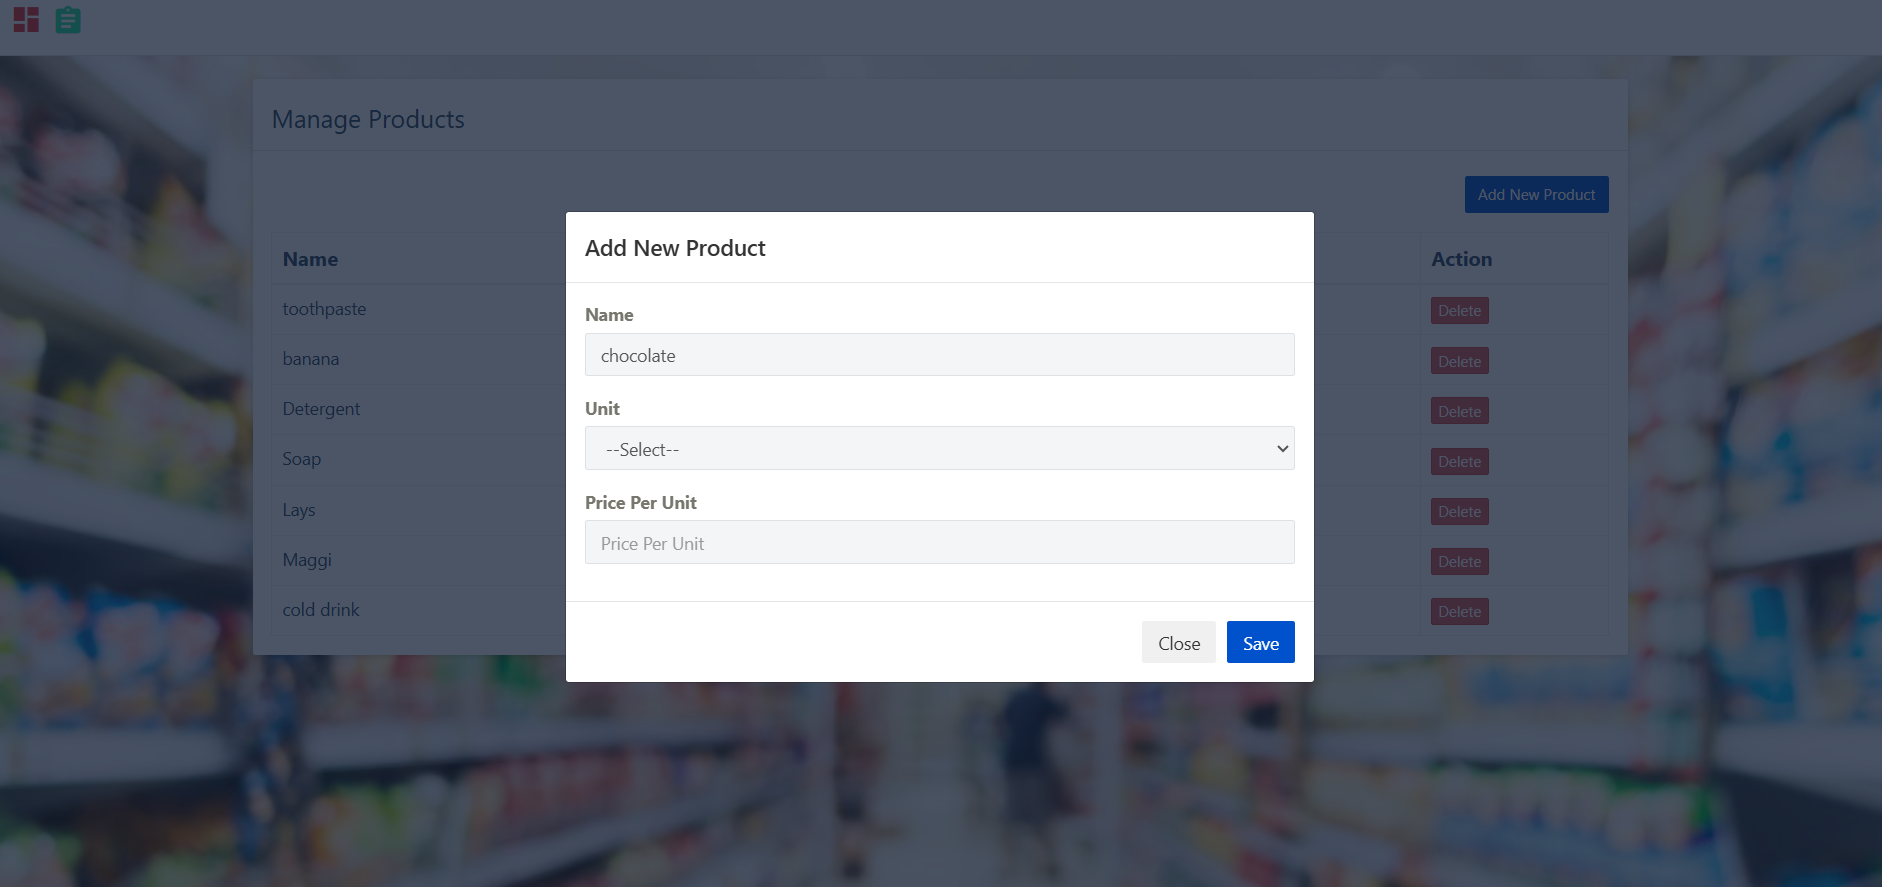 Manage Products
Add New Product
Name
Action
toothpaste
Delete
banana
Delete
Detergent
Delete
Soap
Delete
Lays
Delete
Maggi
Delete
cold drink
Delete
Add New Product
Name
chocolate
Unit
--Select--
Price Per Unit
Price Per Unit
Close
Save